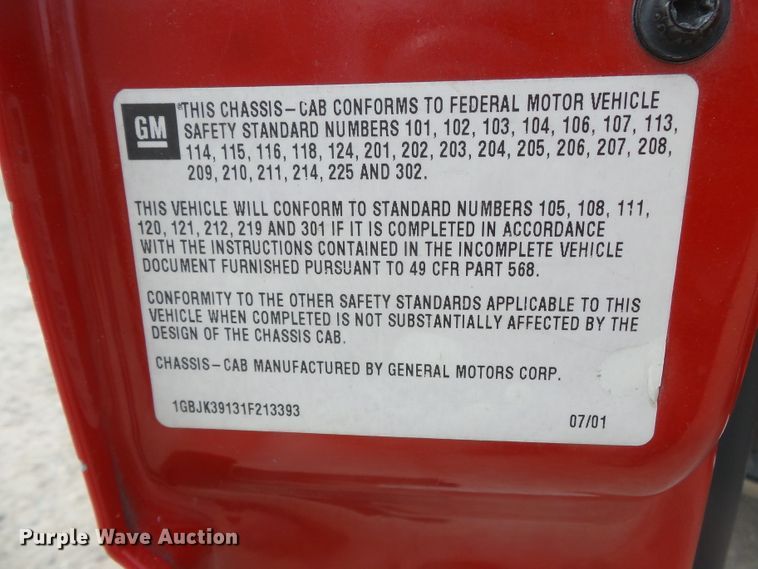 GM
®THIS CHASSIS-CAB CONFORMS TO FEDERAL MOTOR VEHICLE
SAFETY STANDARD NUMBERS 101, 102, 103, 104, 106, 107, 113,
114, 115, 116, 118, 124, 201, 202, 203, 204, 205, 206, 207, 208,
209, 210, 211, 214, 225 AND 302.
THIS VEHICLE WILL CONFORM TO STANDARD NUMBERS 105, 108, 111,
120, 121, 212, 219 AND 301 IF IT IS COMPLETED IN ACCORDANCE
WITH THE INSTRUCTIONS CONTAINED IN THE INCOMPLETE VEHICLE
DOCUMENT FURNISHED PURSUANT TO 49 CFR PART 568.
CONFORMITY TO THE OTHER SAFETY STANDARDS APPLICABLE TO THIS
VEHICLE WHEN COMPLETED IS NOT SUBSTANTIALLY AFFECTED BY THE
DESIGN OF THE CHASSIS CAB.
CHASSIS-CAB MANUFACTURED BY GENERAL MOTORS CORP.
1GBJK39131F213393 07/01
Purple Wave Auction